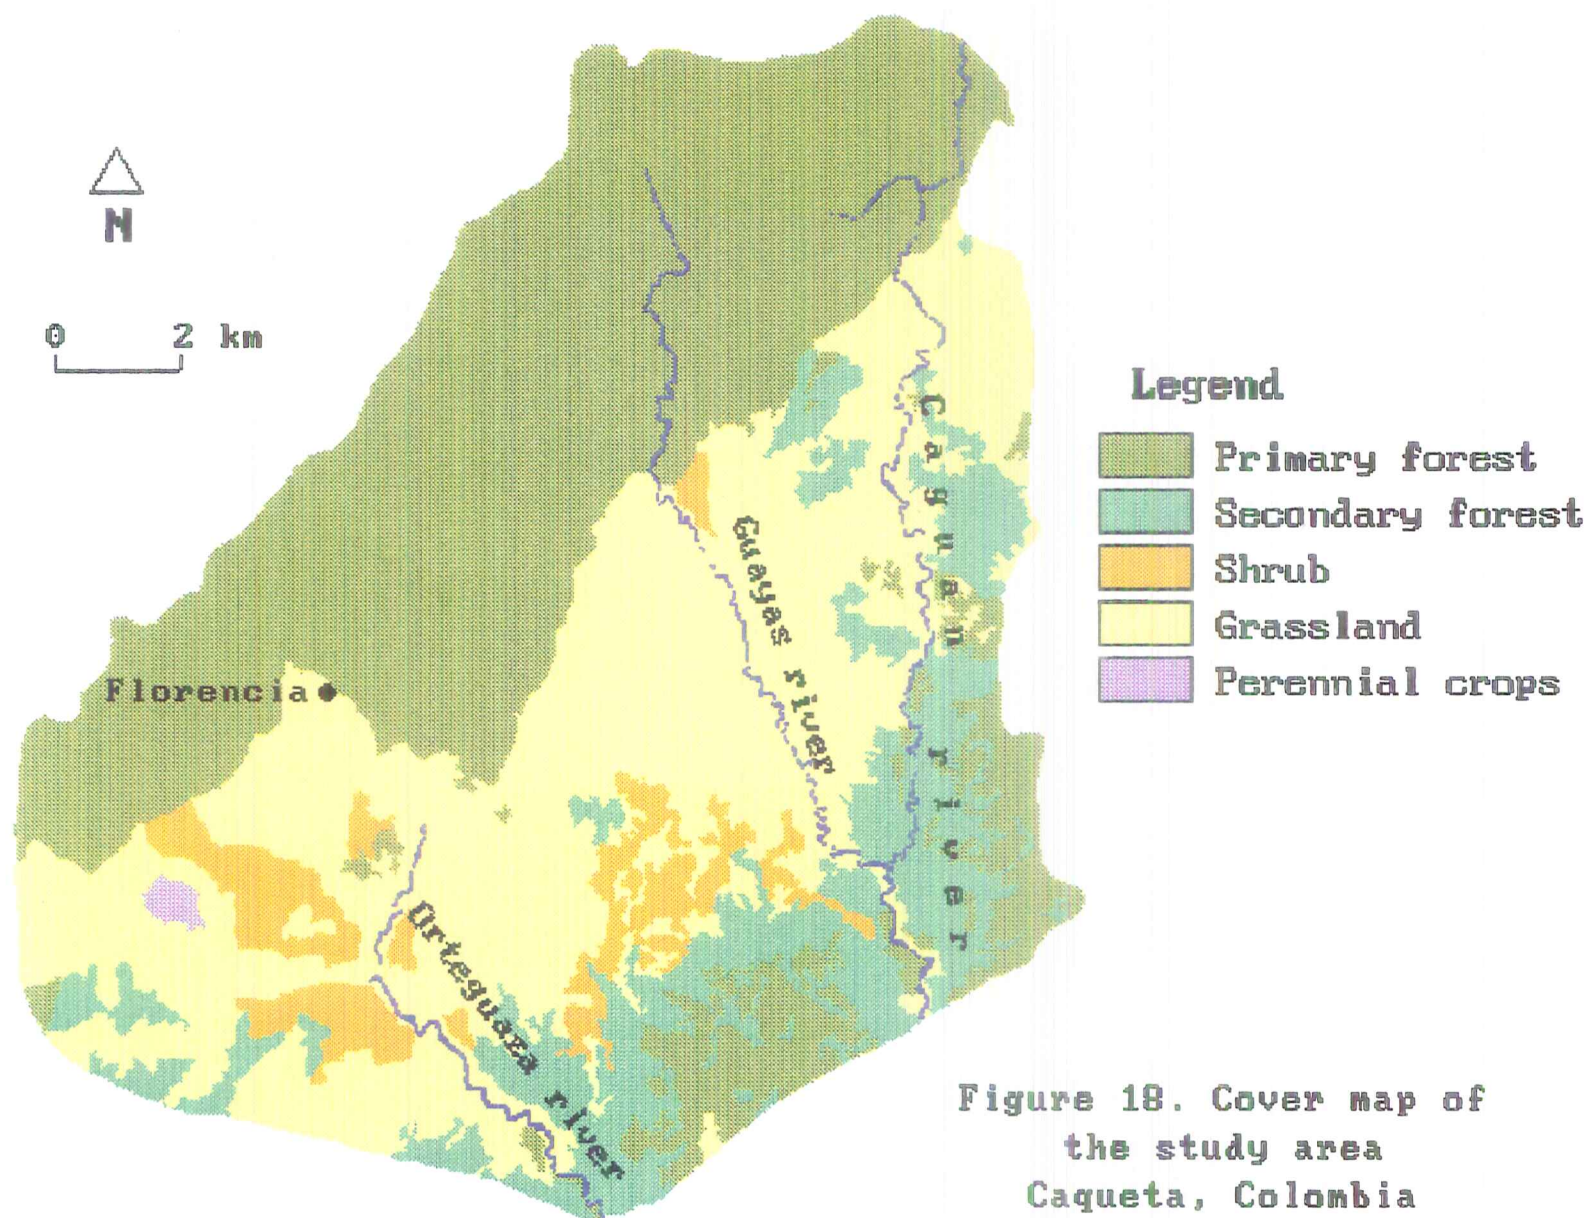 N
0 2 km
Legend
Primary forest
Secondary forest
Shrub
Grassland
Perennial crops
Caguan river
Guayas river
Florencia
Orteguaza river
Figure 18. Cover map of
the study area
Caqueta, Colombia